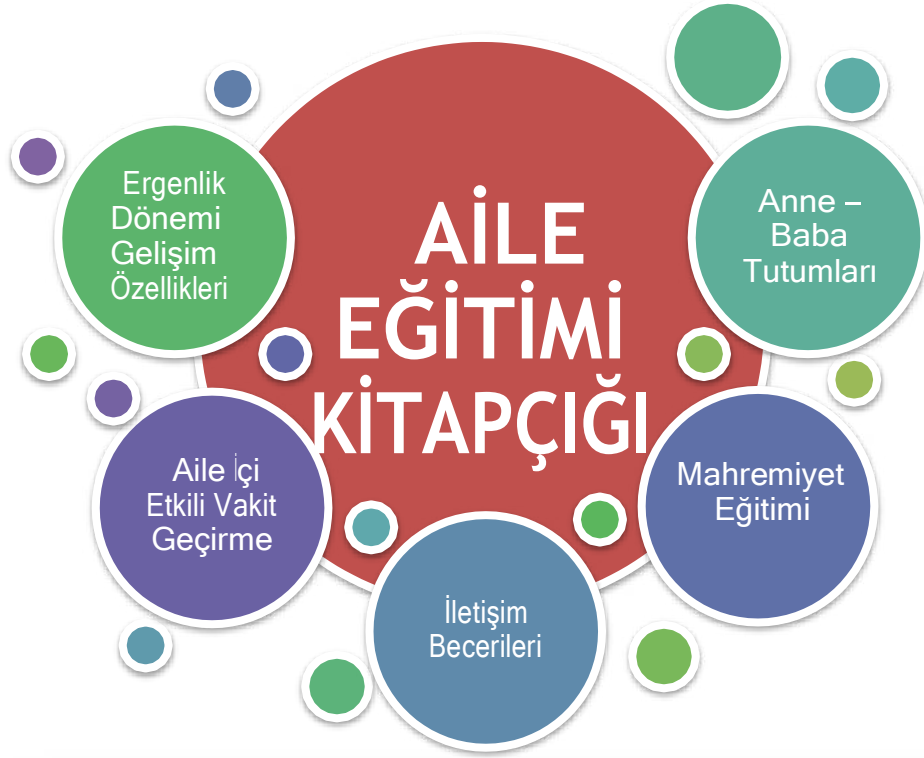 AİLE
EĞİTİMİ
KİTAPÇIĞI
Ergenlik
Dönemi
Gelişim
Özellikleri
Anne –
Baba
Tutumları
Aile İçi
Etkili Vakit
Geçirme
Mahremiyet
Eğitimi
İletişim
Becerileri